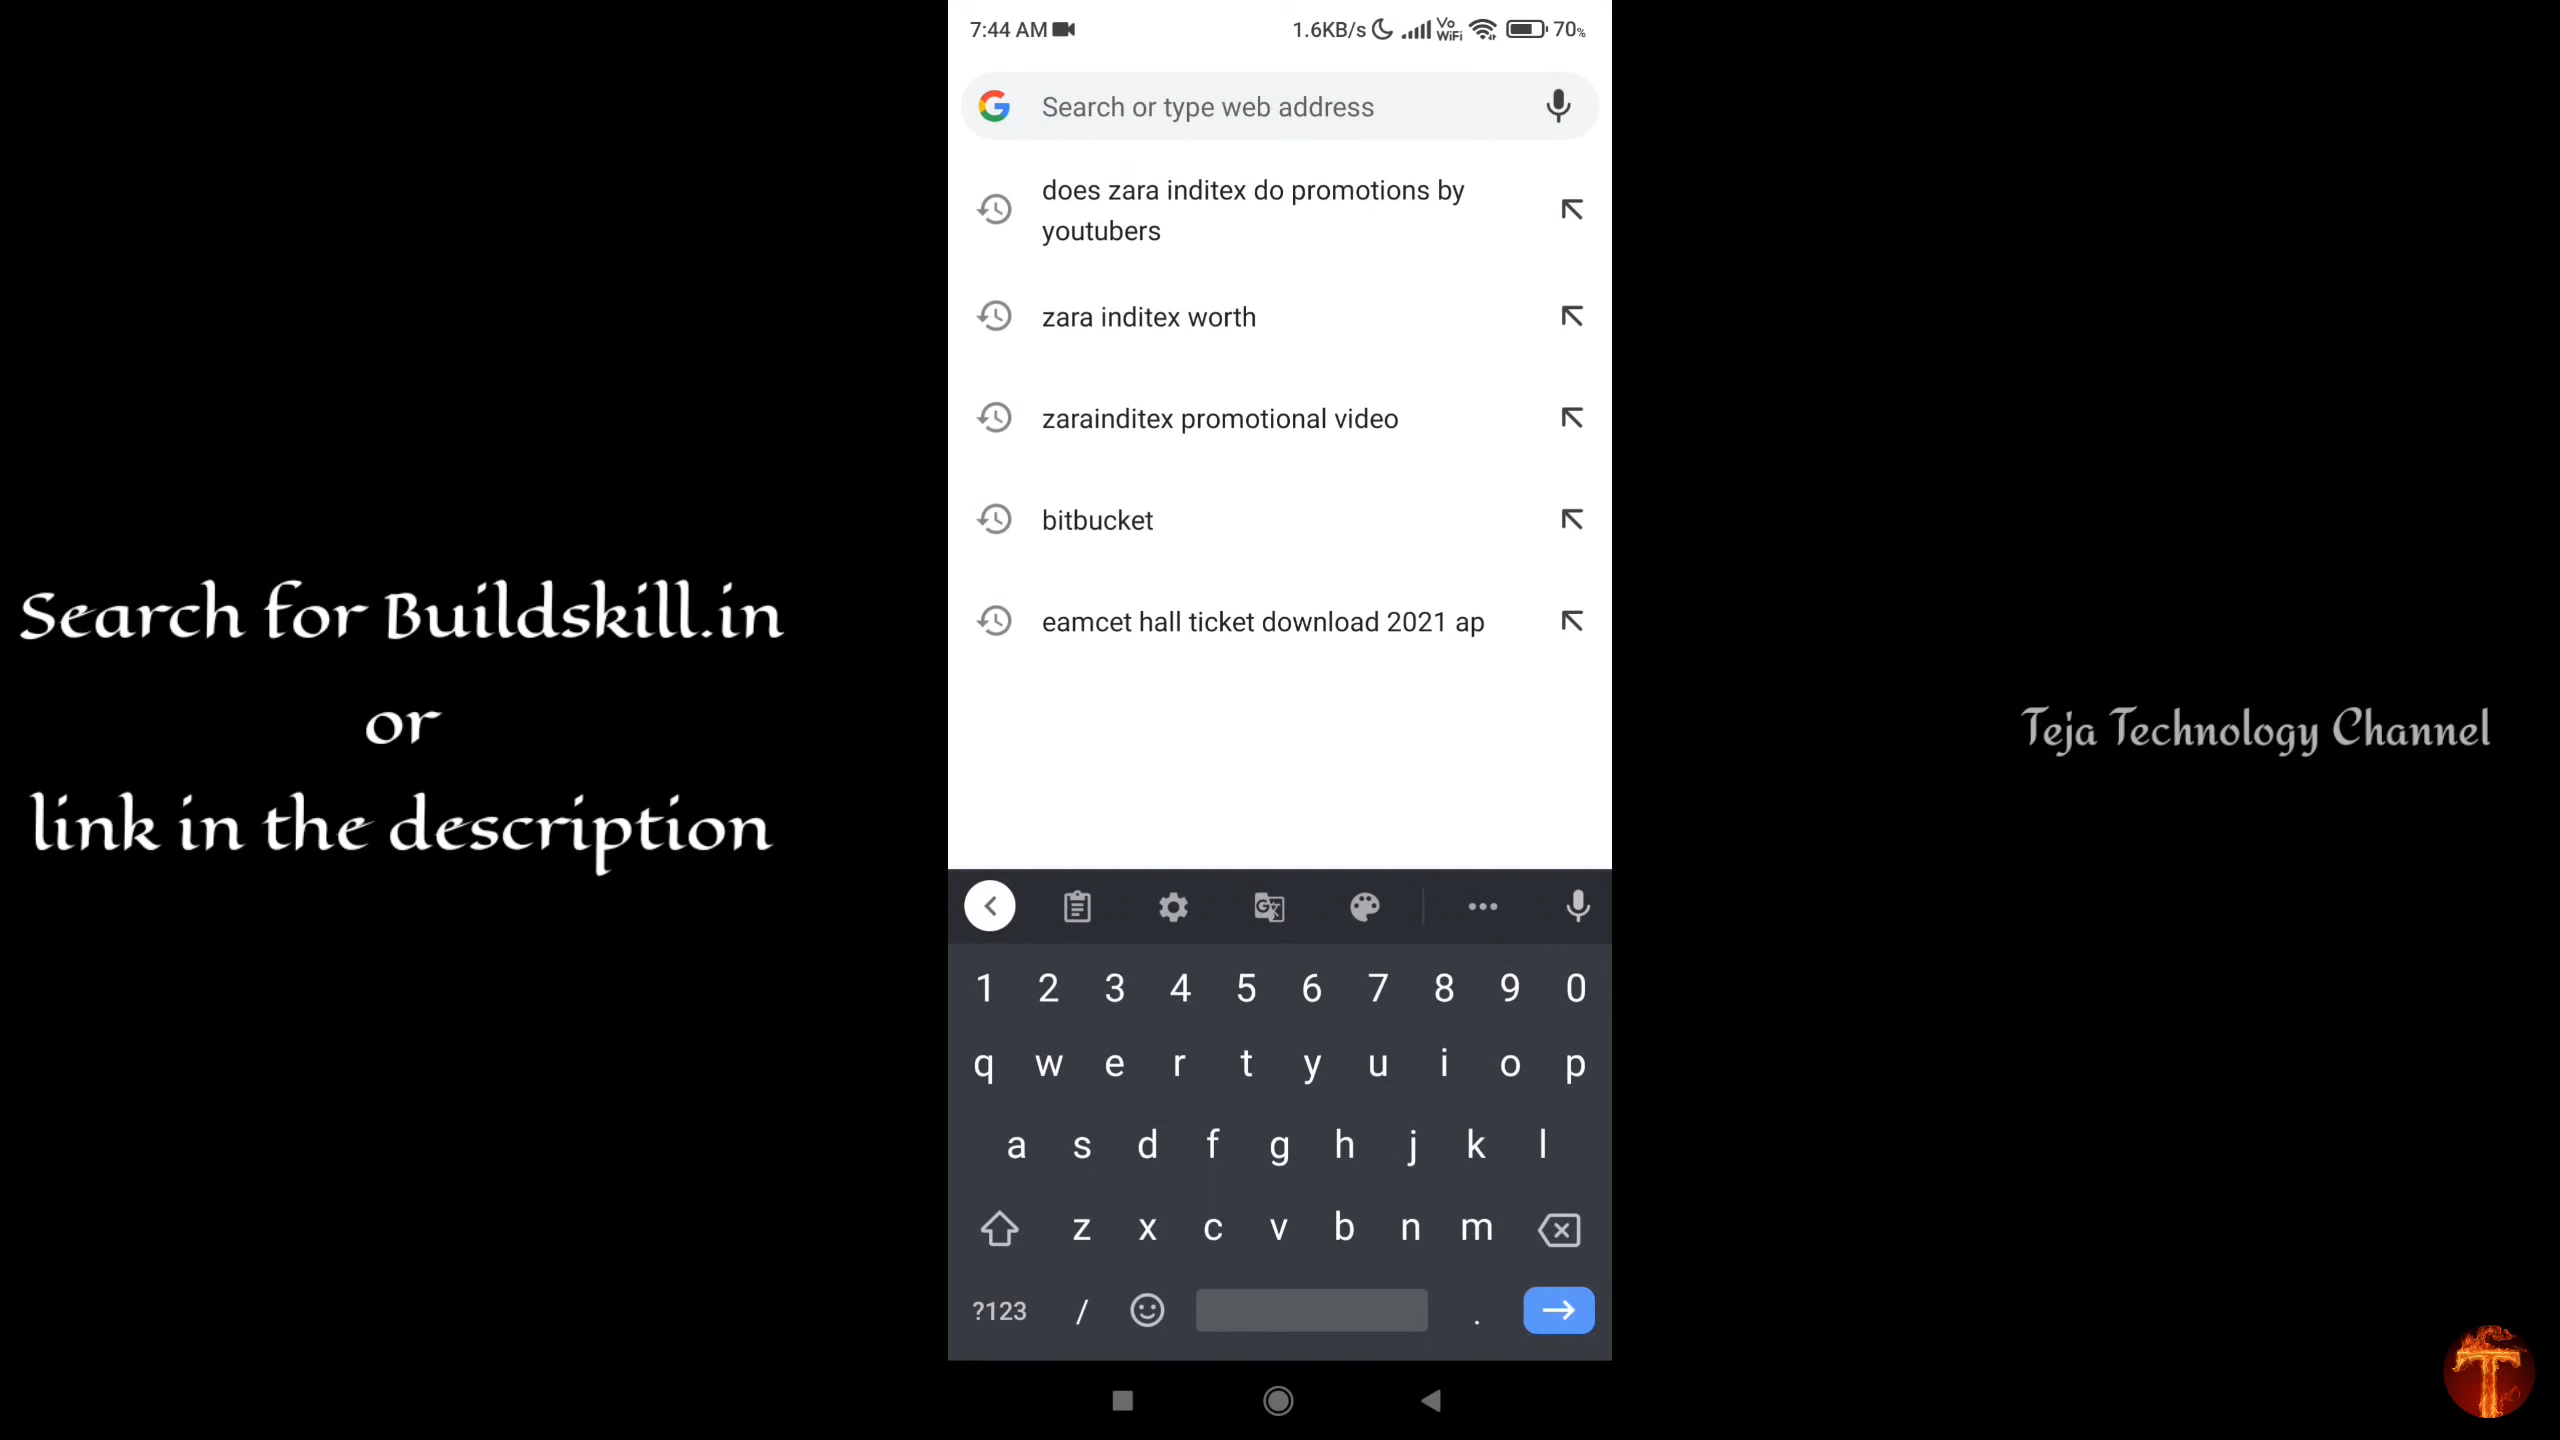 7:44 AM
1.6KB/s Vo WiFi 70%
Search or type web address
does zara inditex do promotions by
youtubers
zara inditex worth
zarainditex promotional video
bitbucket
eamcet hall ticket download 2021 ap
Search for Buildskill.in
or
link in the description
Teja Technology Channel
1 2 3 4 5 6 7 8 9 0
q w e r t y u i o p
a s d f g h j k l
z x c v b n m
?123 / .
T